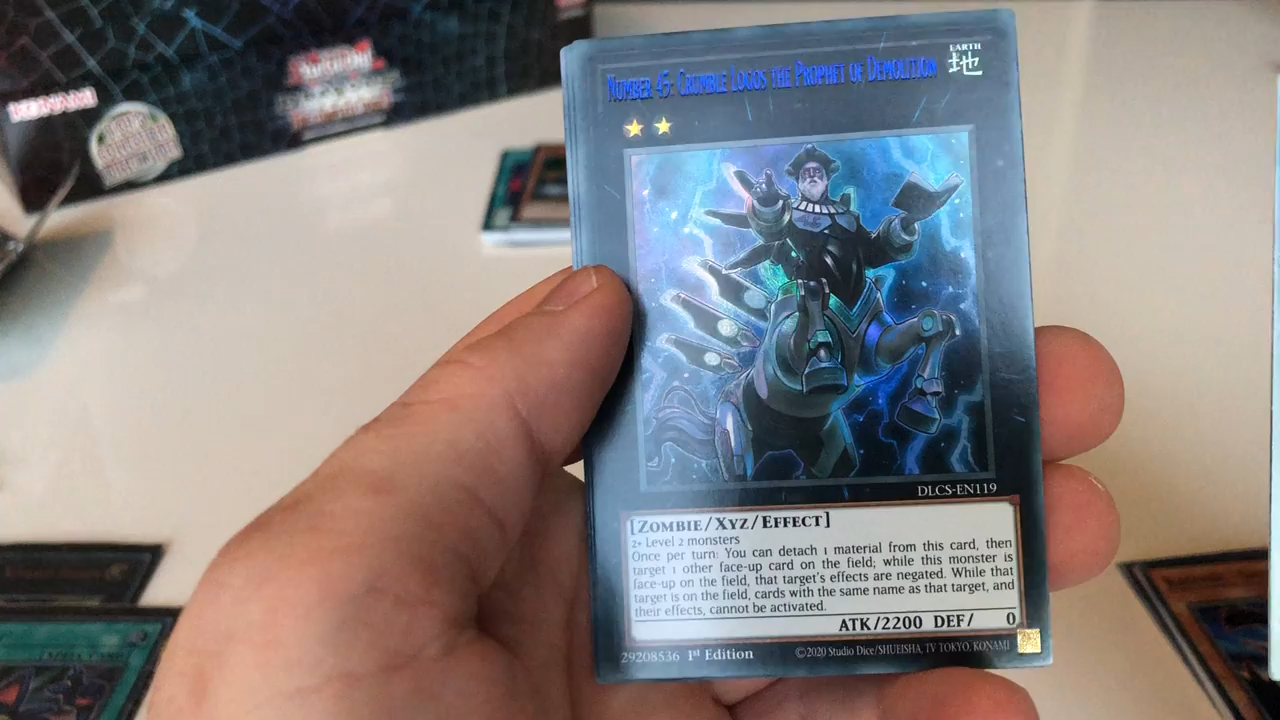 KONAMI
EARTH
NUMBER 45: CRUMBLE LOGOS THE PROPHET OF DEMOLITION
地
DLCS-EN119
[ZOMBIE/XYZ/EFFECT]
2+ Level 2 monsters
Once per turn: You can detach 1 material from this card, then
target 1 other face-up card on the field; while this monster is
face-up on the field, that target's effects are negated. While that
target is on the field, cards with the same name as that target, and
their effects, cannot be activated.
ATK/2200 DEF/ 0
29208536 1st Edition ©2020 Studio Dice/SHUEISHA, TV TOKYO, KONAMI